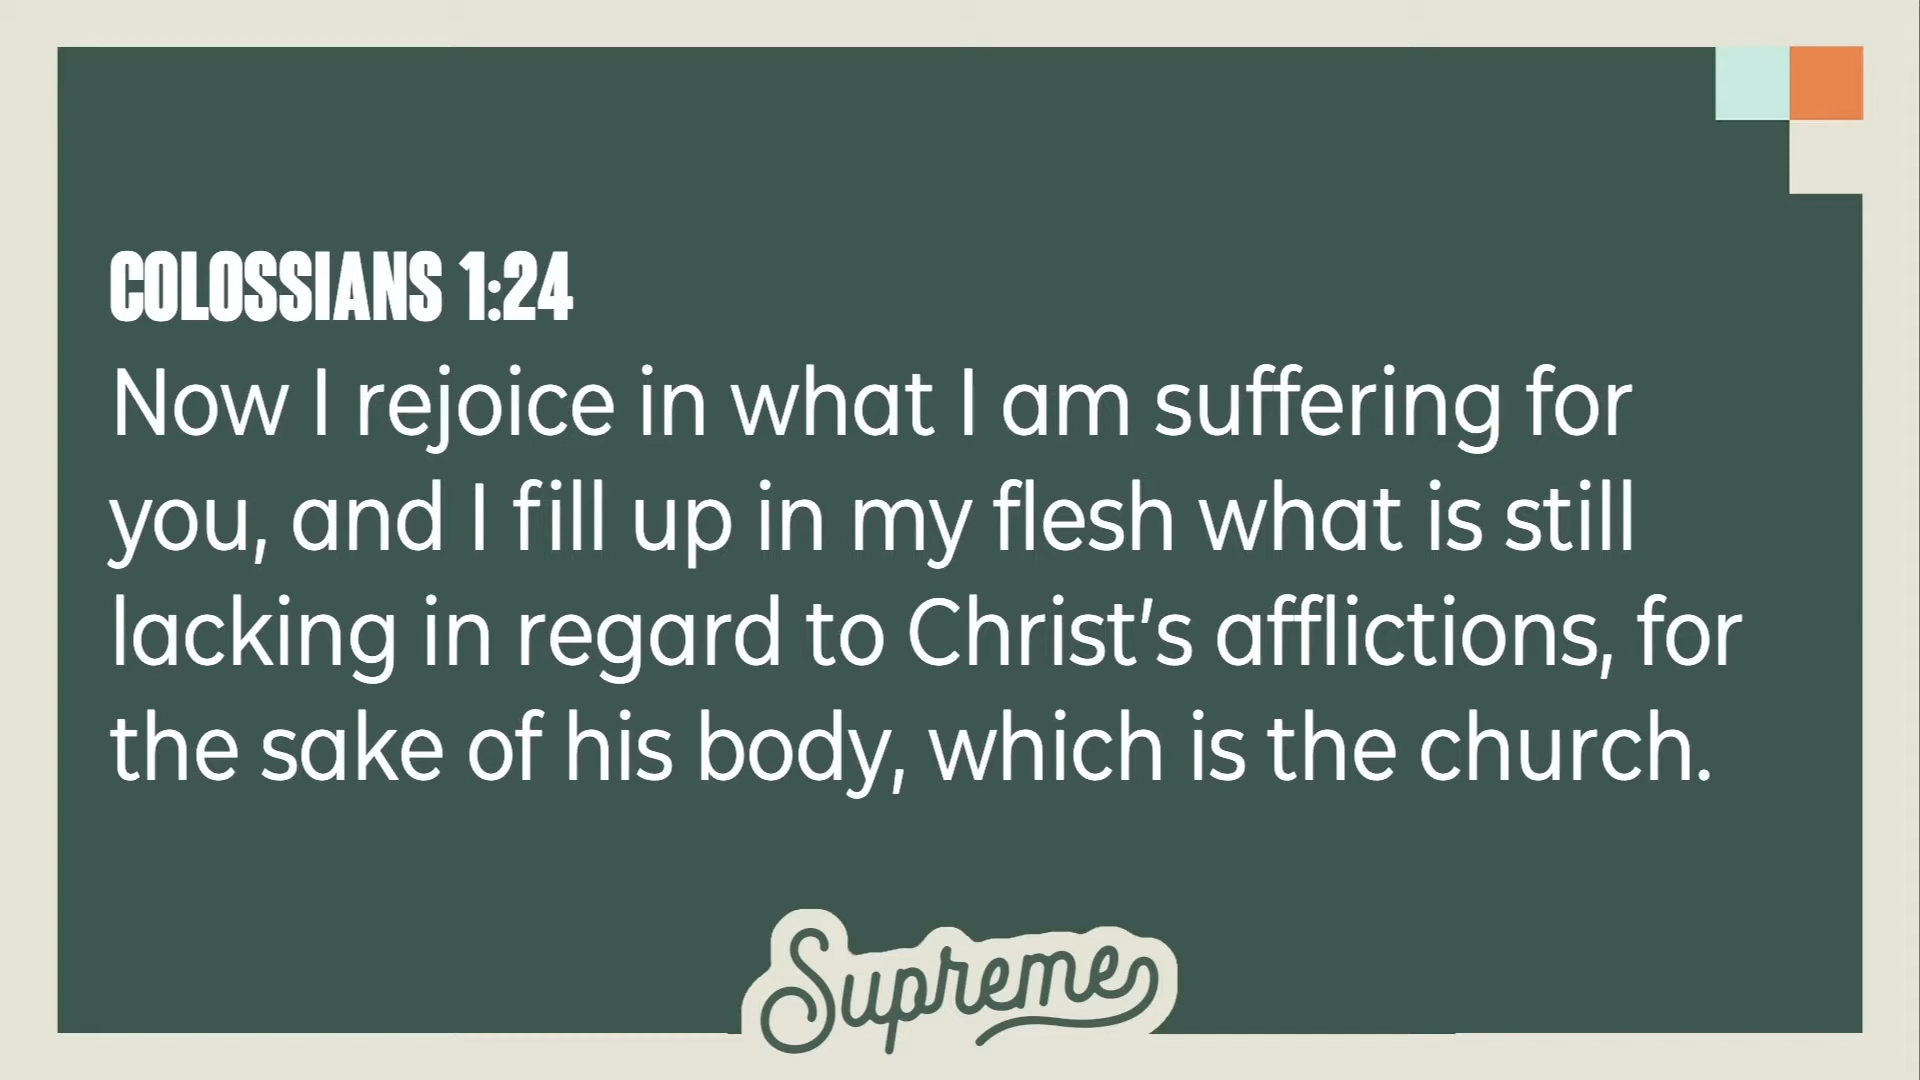 COLOSSIANS 1:24
Now I rejoice in what I am suffering for
you, and I fill up in my flesh what is still
lacking in regard to Christ’s afflictions, for
the sake of his body, which is the church.
Supreme